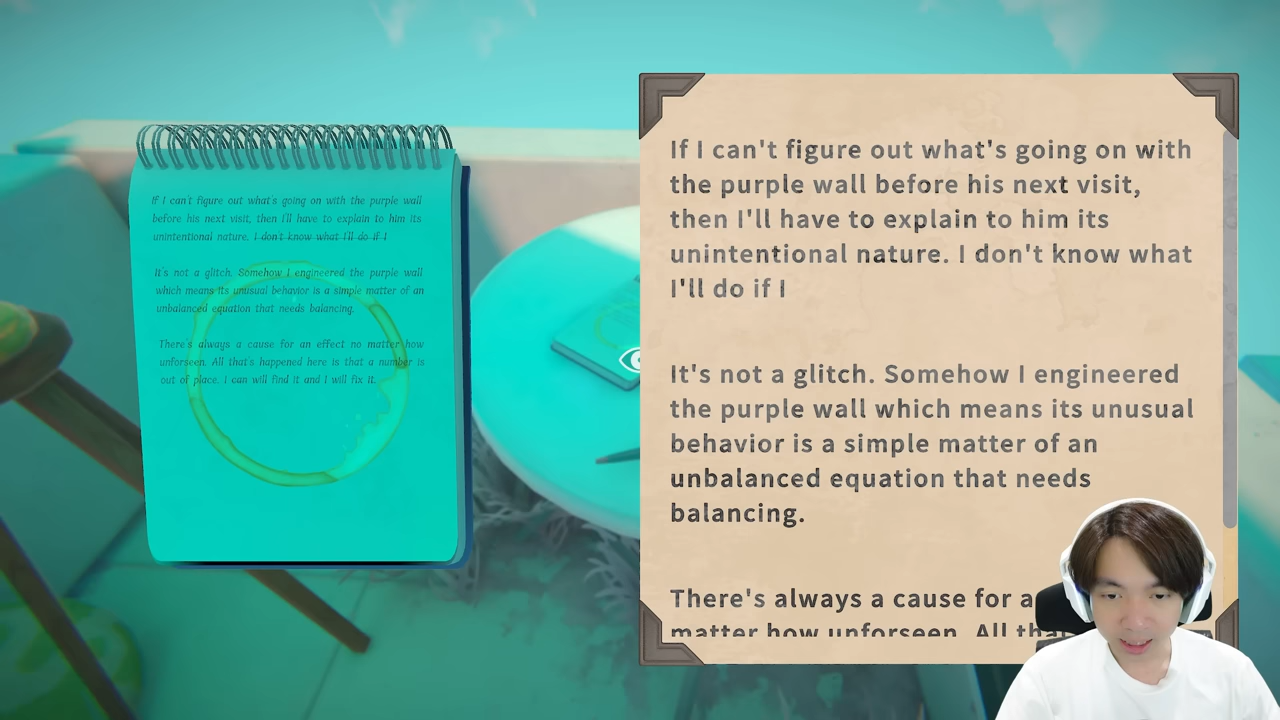 If I can't figure out what's going on with the purple wall
before his next visit, then I'll have to explain to him its
unintentional nature. I don't know what I'll do if I
It's not a glitch. Somehow I engineered the purple wall
which means its unusual behavior is a simple matter of an
unbalanced equation that needs balancing.
There's always a cause for an effect no matter how
unforseen. All that's happened here is that a number is
out of place. I can will find it and I will fix it.
If I can't figure out what's going on with
the purple wall before his next visit,
then I'll have to explain to him its
unintentional nature. I don't know what
I'll do if I
It's not a glitch. Somehow I engineered
the purple wall which means its unusual
behavior is a simple matter of an
unbalanced equation that needs
balancing.
There's always a cause for a
matter how unforseen. All tha